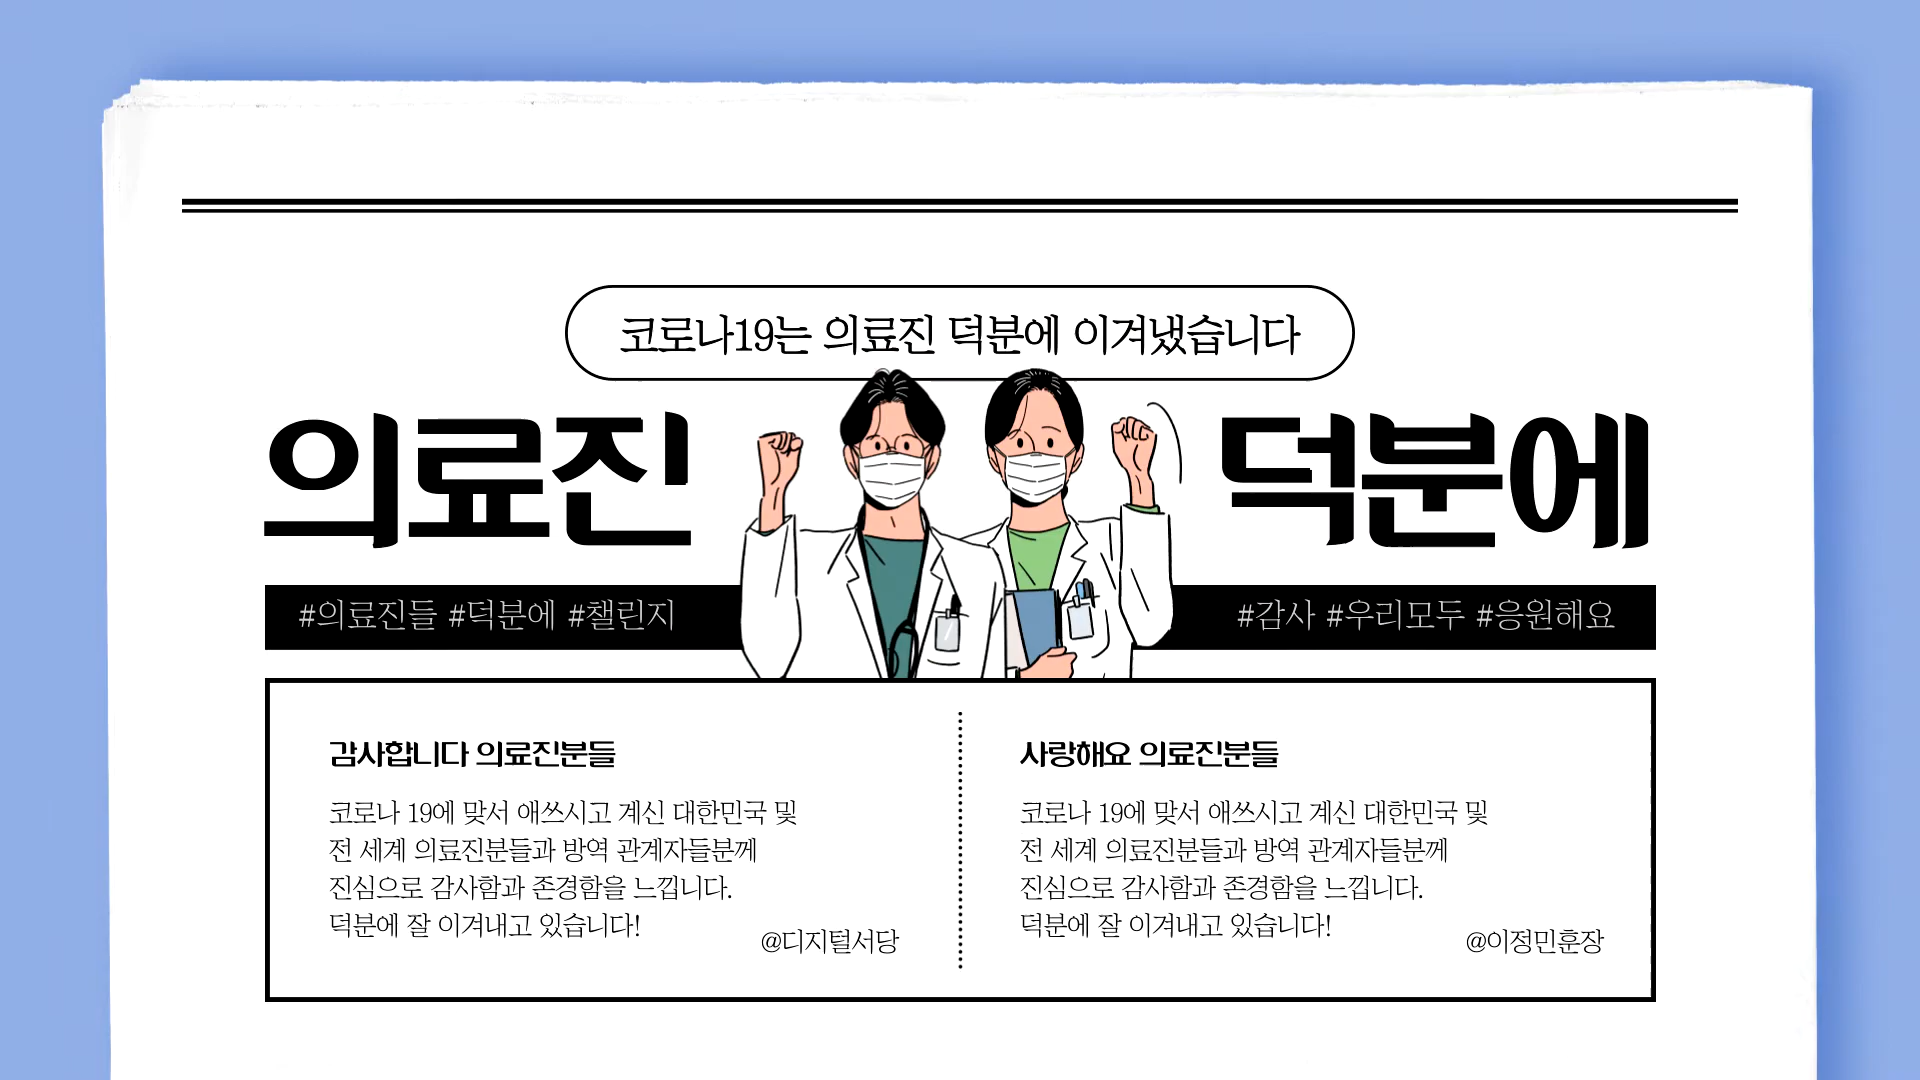 코로나19는 의료진 덕분에 이겨냈습니다
의료진 덕분에
#의료진들 #덕분에 #챌린지
#감사 #우리모두 #응원해요
감사합니다 의료진분들
코로나 19에 맞서 애쓰시고 계신 대한민국 및
전 세계 의료진분들과 방역 관계자들분께
진심으로 감사함과 존경함을 느낍니다.
덕분에 잘 이겨내고 있습니다!
@디지털서당
사랑해요 의료진분들
코로나 19에 맞서 애쓰시고 계신 대한민국 및
전 세계 의료진분들과 방역 관계자들분께
진심으로 감사함과 존경함을 느낍니다.
덕분에 잘 이겨내고 있습니다!
@이정민훈장